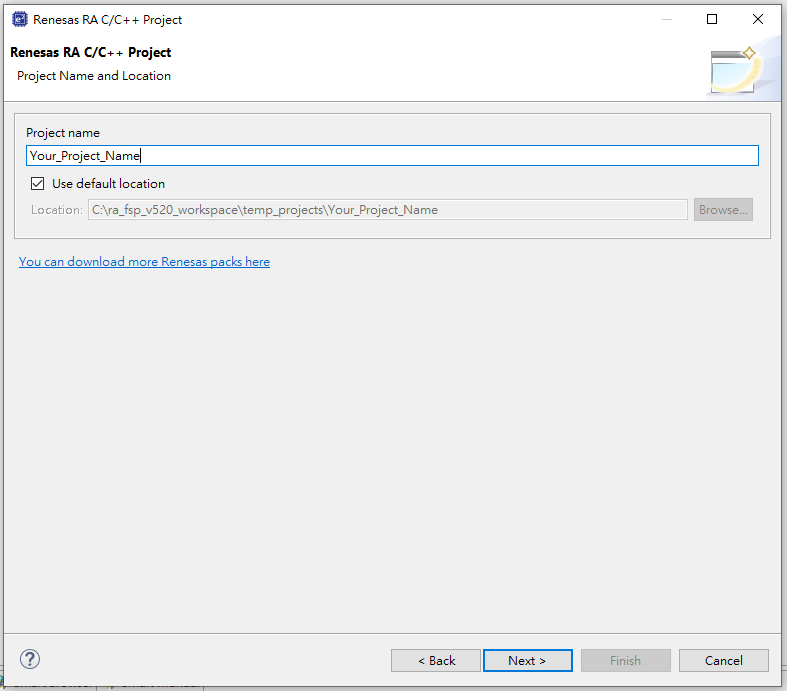 Renesas RA C/C++ Project
Renesas RA C/C++ Project
Project Name and Location
Project name
Your_Project_Name
Use default location
Location: C:\ra_fsp_v520_workspace\temp_projects\Your_Project_Name Browse...
You can download more Renesas packs here
? < Back Next > Finish Cancel